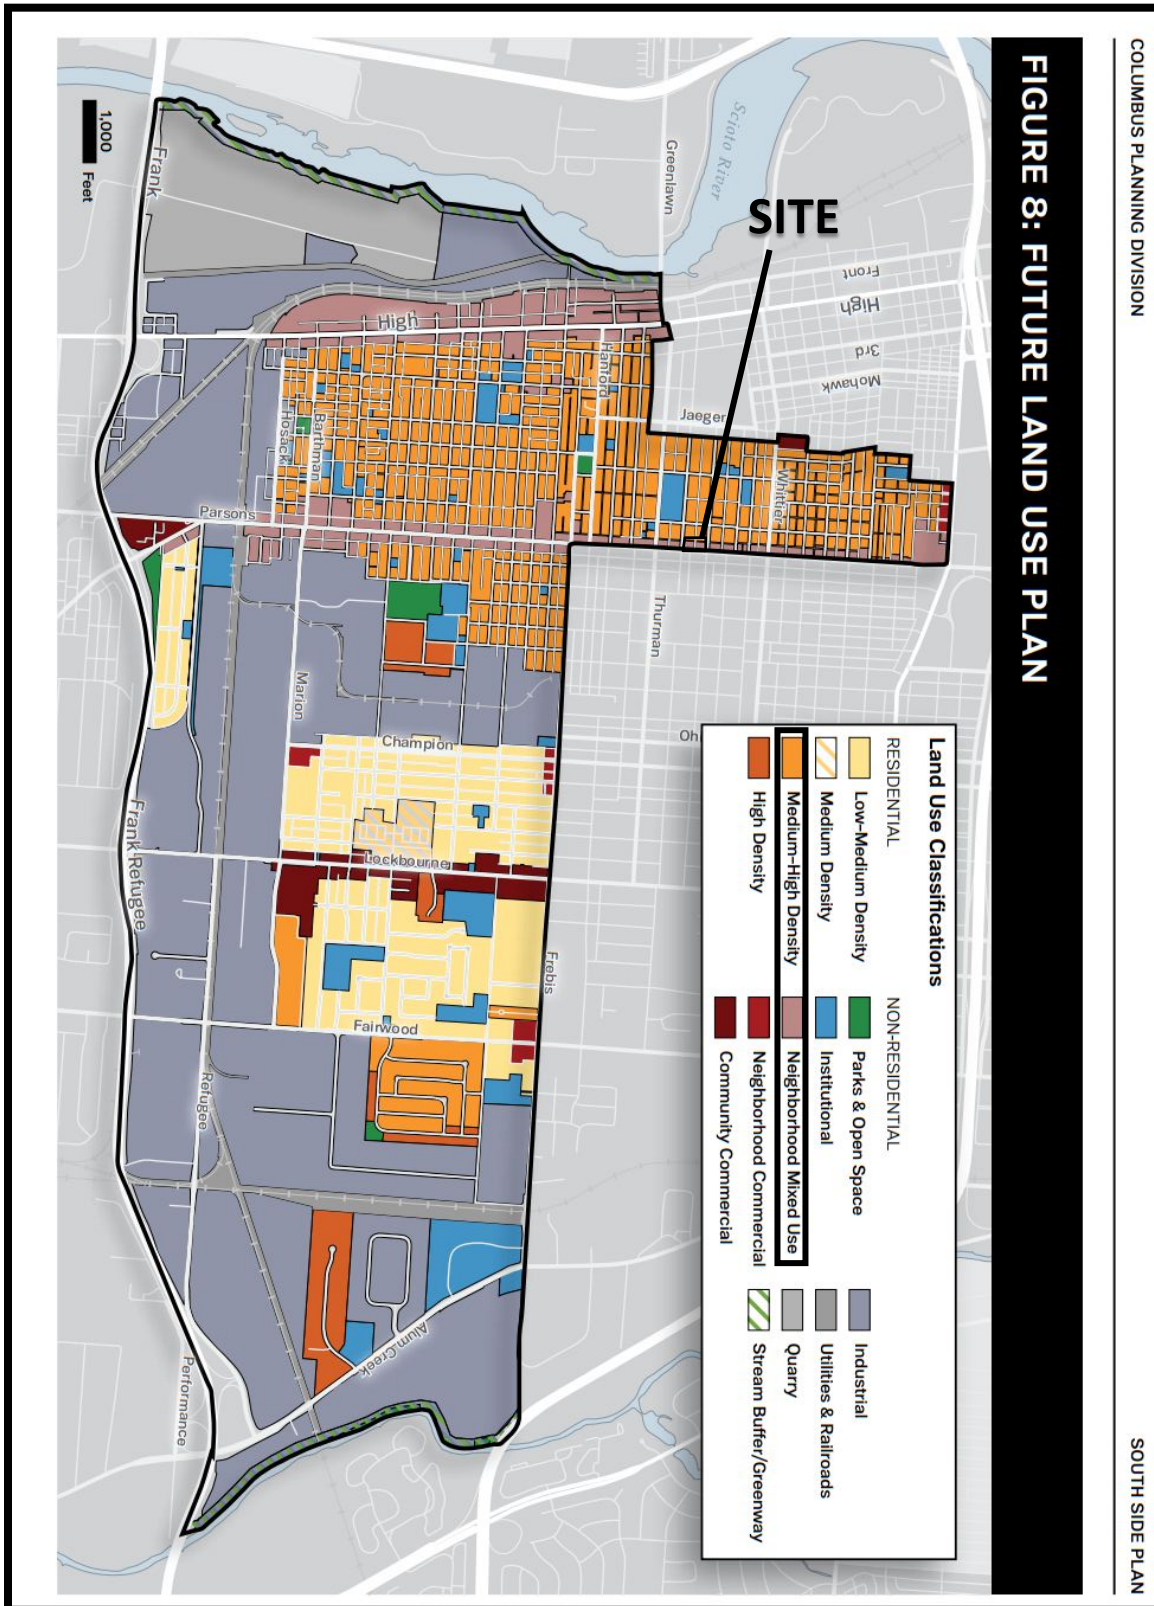 COLUMBUS PLANNING DIVISION
SOUTH SIDE PLAN
FIGURE 8: FUTURE LAND USE PLAN
SITE
Scioto River
Greenlawn
Front
High
3rd
Mohawk
Jaeger
Whittier
Hanford
High
Frank
1,000
Feet
Barthman
Hosack
Parsons
Thurman
Marion
Champion
Oh
Lockbourne
Frank Refugee
Frebis
Fairwood
Refugee
Alum Creek
Performance
Land Use Classifications
RESIDENTIAL
Low–Medium Density
Medium Density
Medium–High Density
High Density
NON-RESIDENTIAL
Parks & Open Space
Institutional
Neighborhood Mixed Use
Neighborhood Commercial
Community Commercial
Industrial
Utilities & Railroads
Quarry
Stream Buffer/Greenway